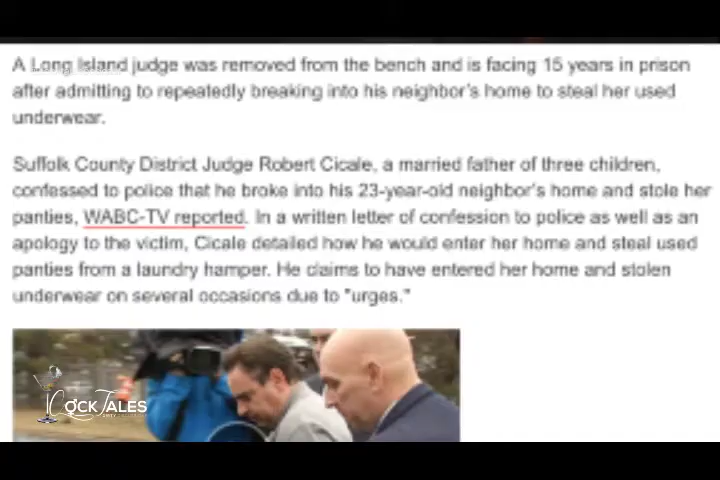 A Long Island judge was removed from the bench and is facing 15 years in prison
after admitting to repeatedly breaking into his neighbor's home to steal her used
underwear.
Suffolk County District Judge Robert Cicale, a married father of three children,
confessed to police that he broke into his 23-year-old neighbor's home and stole her
panties, WABC-TV reported. In a written letter of confession to police as well as an
apology to the victim, Cicale detailed how he would enter her home and steal used
panties from a laundry hamper. He claims to have entered her home and stolen
underwear on several occasions due to "urges."
COCKTALES